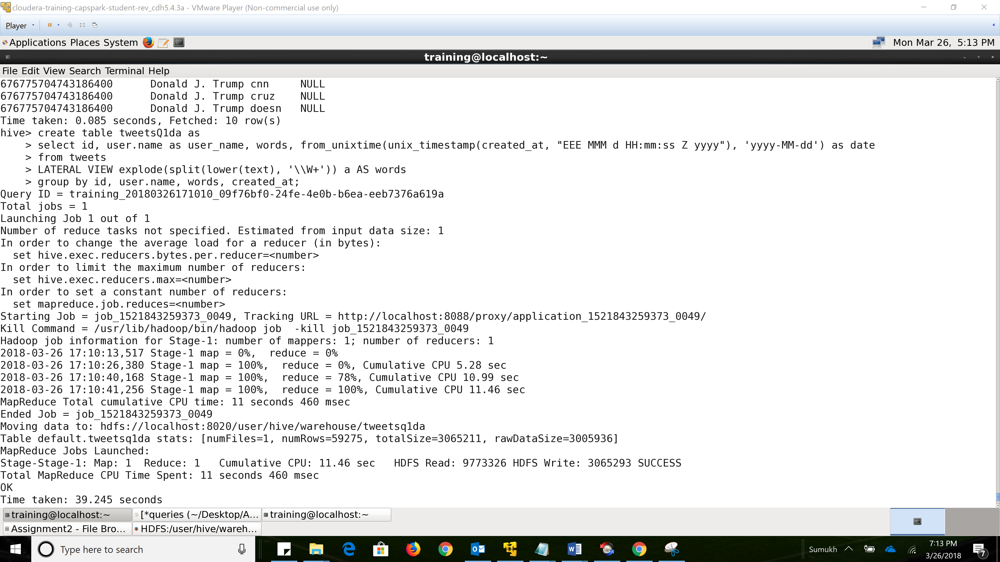 cloudera-training-capspark-student-rev_cdh5.4.3a - VMware Player (Non-commercial use only)
Player
Applications Places System
Mon Mar 26, 5:13 PM
training@localhost:~
File Edit View Search Terminal Help
676775704743186400      Donald J. Trump cnn     NULL
676775704743186400      Donald J. Trump cruz    NULL
676775704743186400      Donald J. Trump doesn   NULL
Time taken: 0.085 seconds, Fetched: 10 row(s)
hive> create table tweetsQ1da as
    > select id, user.name as user_name, words, from_unixtime(unix_timestamp(created_at, "EEE MMM d HH:mm:ss Z yyyy"), 'yyyy-MM-dd') as date
    > from tweets
    > LATERAL VIEW explode(split(lower(text), '\\W+')) a AS words
    > group by id, user.name, words, created_at;
Query ID = training_20180326171010_09f76bf0-24fe-4e0b-b6ea-eeb7376a619a
Total jobs = 1
Launching Job 1 out of 1
Number of reduce tasks not specified. Estimated from input data size: 1
In order to change the average load for a reducer (in bytes):
  set hive.exec.reducers.bytes.per.reducer=<number>
In order to limit the maximum number of reducers:
  set hive.exec.reducers.max=<number>
In order to set a constant number of reducers:
  set mapreduce.job.reduces=<number>
Starting Job = job_1521843259373_0049, Tracking URL = http://localhost:8088/proxy/application_1521843259373_0049/
Kill Command = /usr/lib/hadoop/bin/hadoop job  -kill job_1521843259373_0049
Hadoop job information for Stage-1: number of mappers: 1; number of reducers: 1
2018-03-26 17:10:13,517 Stage-1 map = 0%,  reduce = 0%
2018-03-26 17:10:26,380 Stage-1 map = 100%,  reduce = 0%, Cumulative CPU 5.28 sec
2018-03-26 17:10:40,168 Stage-1 map = 100%,  reduce = 78%, Cumulative CPU 10.99 sec
2018-03-26 17:10:41,256 Stage-1 map = 100%,  reduce = 100%, Cumulative CPU 11.46 sec
MapReduce Total cumulative CPU time: 11 seconds 460 msec
Ended Job = job_1521843259373_0049
Moving data to: hdfs://localhost:8020/user/hive/warehouse/tweetsq1da
Table default.tweetsq1da stats: [numFiles=1, numRows=59275, totalSize=3065211, rawDataSize=3005936]
MapReduce Jobs Launched:
Stage-Stage-1: Map: 1  Reduce: 1   Cumulative CPU: 11.46 sec   HDFS Read: 9773326 HDFS Write: 3065293 SUCCESS
Total MapReduce CPU Time Spent: 11 seconds 460 msec
OK
Time taken: 39.245 seconds
training@localhost:~
[*queries (~/Desktop/A...
training@localhost:~
Assignment2 - File Bro...
HDFS:/user/hive/wareh...
Type here to search
Sumukh
7:13 PM
3/26/2018
7